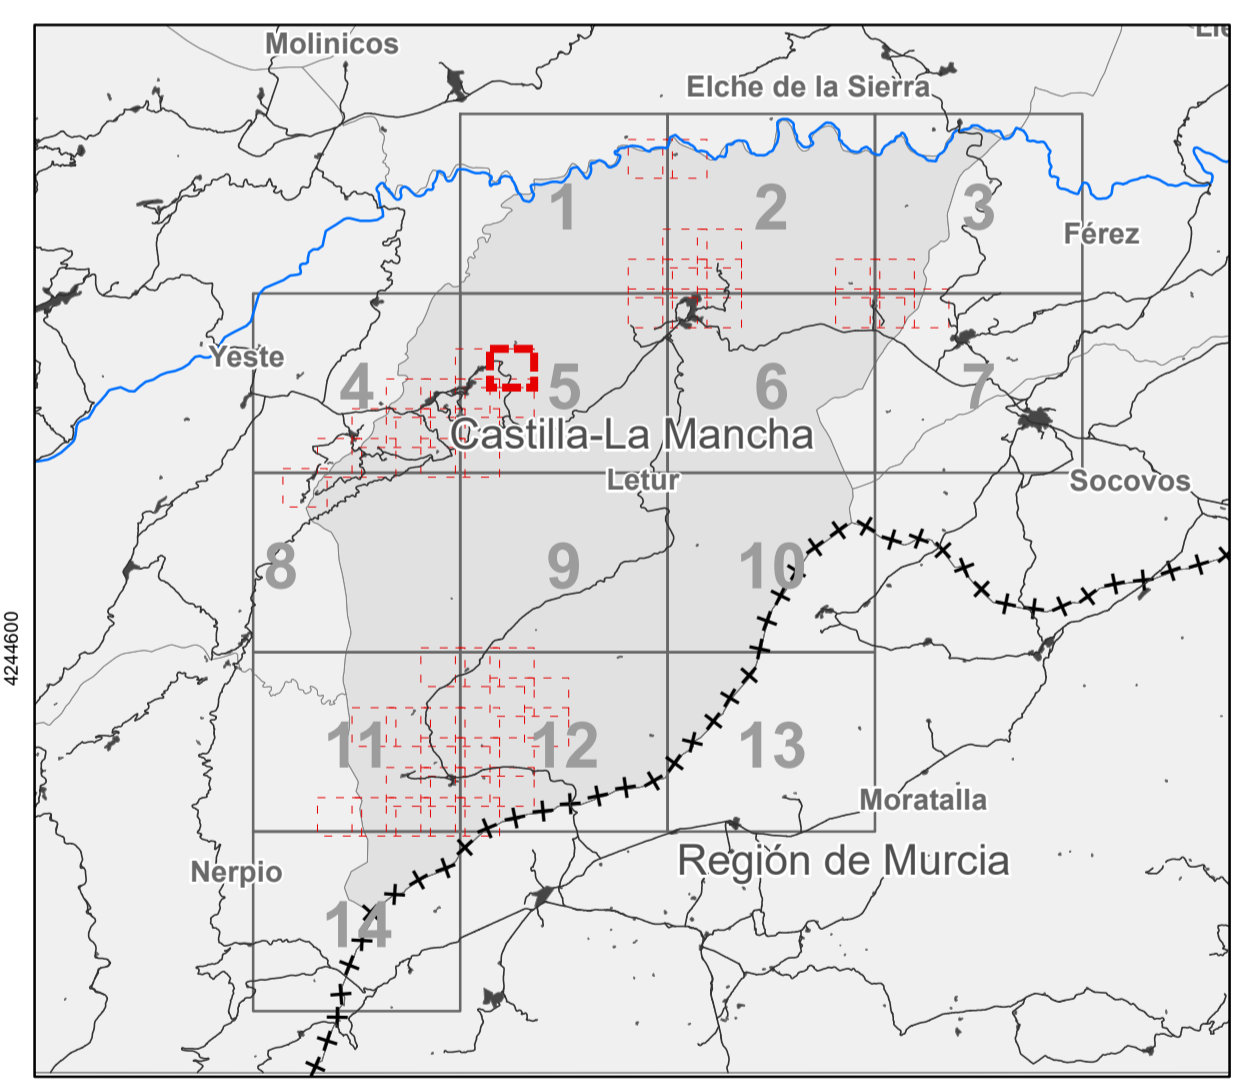 Molinicos
Elche de la Sierra
1
2
3
Férez
Yeste
4
5
6
7
Castilla-La Mancha
Letur
Socovos
8
9
10
4244600
11
12
13
Moratalla
Región de Murcia
Nerpio
14